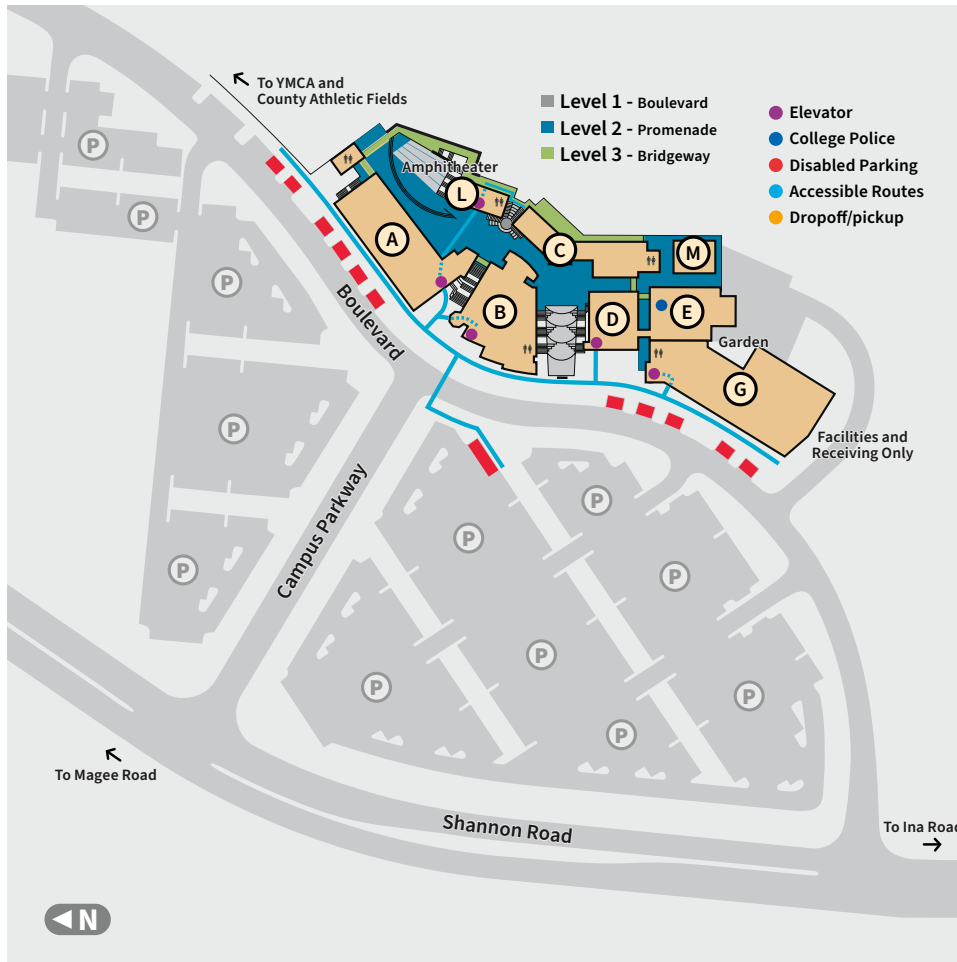 To YMCA and
County Athletic Fields
Level 1 - Boulevard
Level 2 - Promenade
Level 3 - Bridgeway
Elevator
College Police
Disabled Parking
Accessible Routes
Dropoff/pickup
P
P
Amphitheater
L
A
C
M
P
B
D
E
Boulevard
Garden
G
P
Facilities and
Receiving Only
P
P
Campus Parkway
P
P
P
P
P
P
To Magee Road
Shannon Road
To Ina Road
N